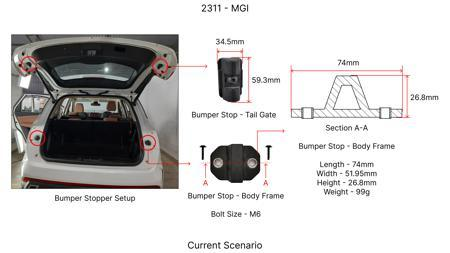 2311 - MGI
34.5mm
59.3mm
Bumper Stop - Tail Gate
74mm
26.8mm
Section A-A
A
A
Bumper Stop - Body Frame
Bolt Size - M6
Bumper Stopper Setup
Bumper Stop - Body Frame
Length - 74mm
Width - 51.95mm
Height - 26.8mm
Weight - 99g
Current Scenario